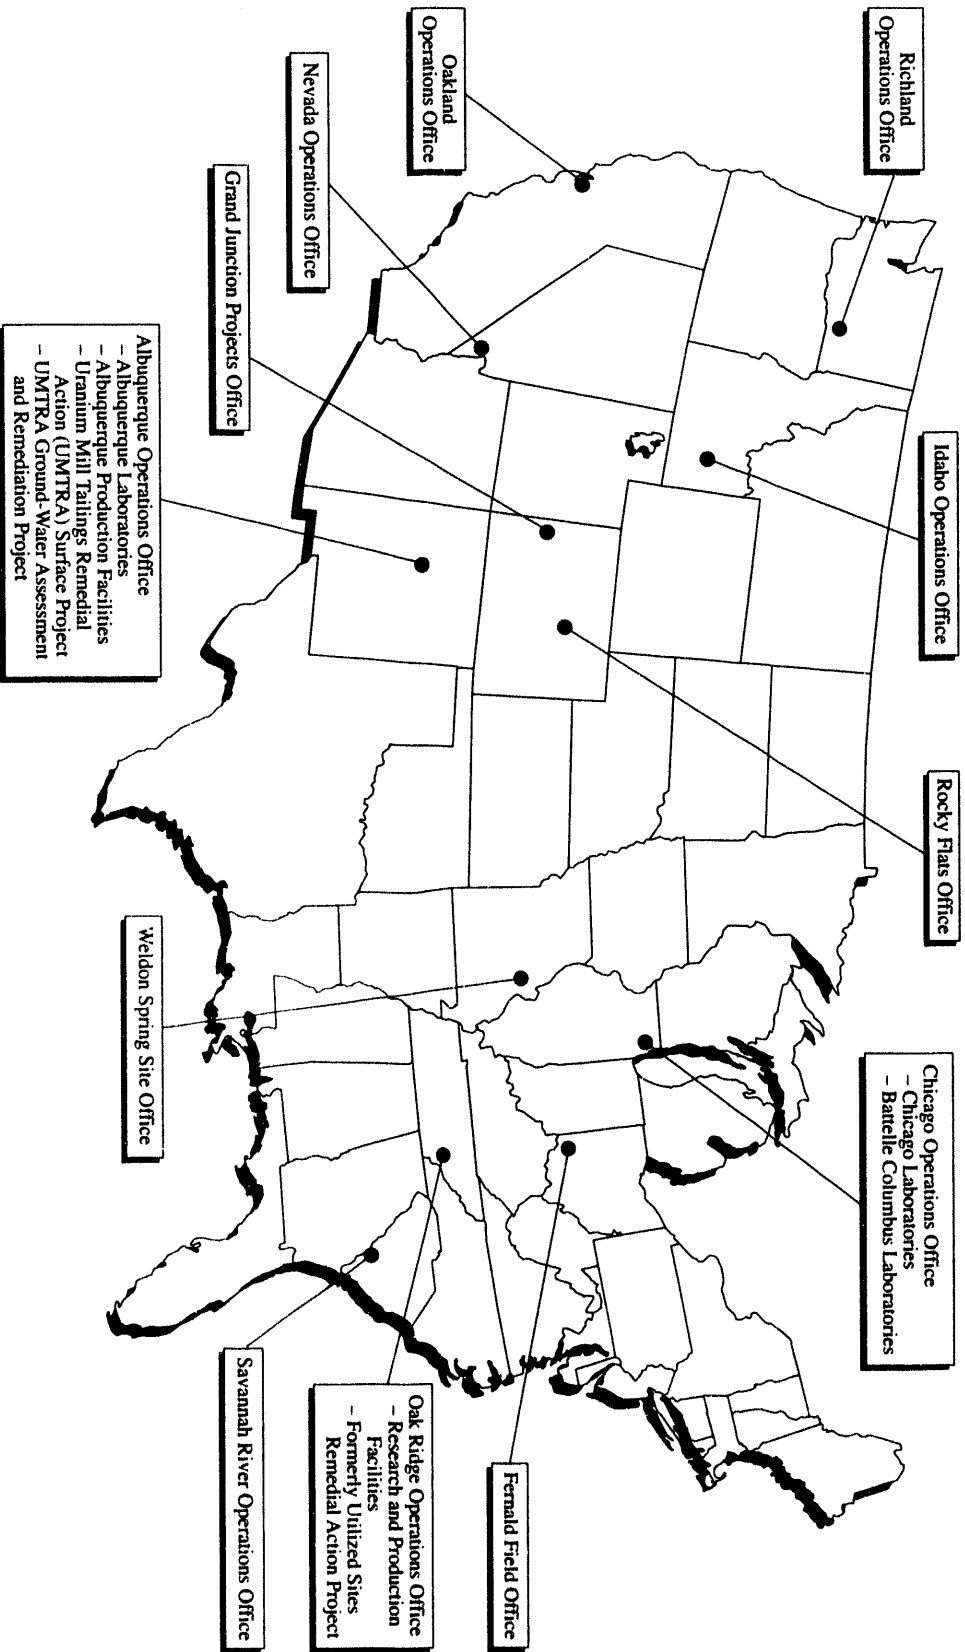 Richland
Operations Office
Idaho Operations Office
Rocky Flats Office
Chicago Operations Office
– Chicago Laboratories
– Battelle Columbus Laboratories
Oakland
Operations Office
Nevada Operations Office
Grand Junction Projects Office
Albuquerque Operations Office
– Albuquerque Laboratories
– Albuquerque Production Facilities
– Uranium Mill Tailings Remedial
Action (UMTRA) Surface Project
– UMTRA Ground-Water Assessment
and Remediation Project
Weldon Spring Site Office
Fernald Field Office
Oak Ridge Operations Office
– Research and Production
Facilities
– Formerly Utilized Sites
Remedial Action Project
Savannah River Operations Office